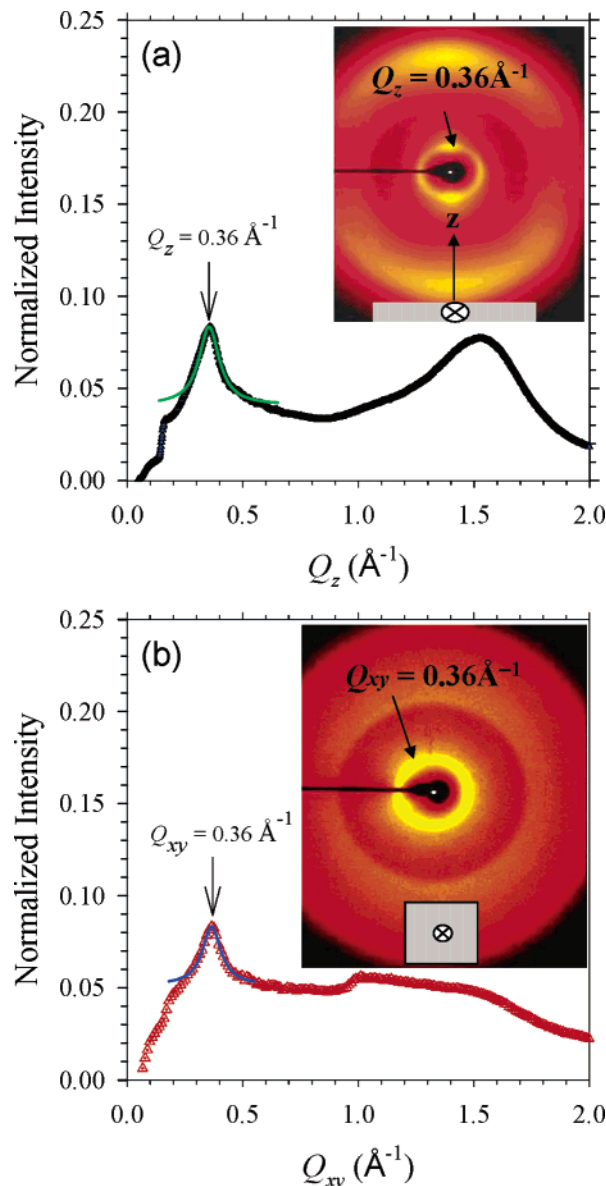 (a)
0.25
0.20
0.15
0.10
0.05
0.00
Normalized Intensity
Qz = 0.36Å-1
z
Qz = 0.36 Å-1
0.0 0.5 1.0 1.5 2.0
Qz (Å-1)
(b)
0.25
0.20
0.15
0.10
0.05
0.00
Normalized Intensity
Qxy = 0.36Å−1
Qxy = 0.36 Å-1
0.0 0.5 1.0 1.5 2.0
Qxy (Å-1)